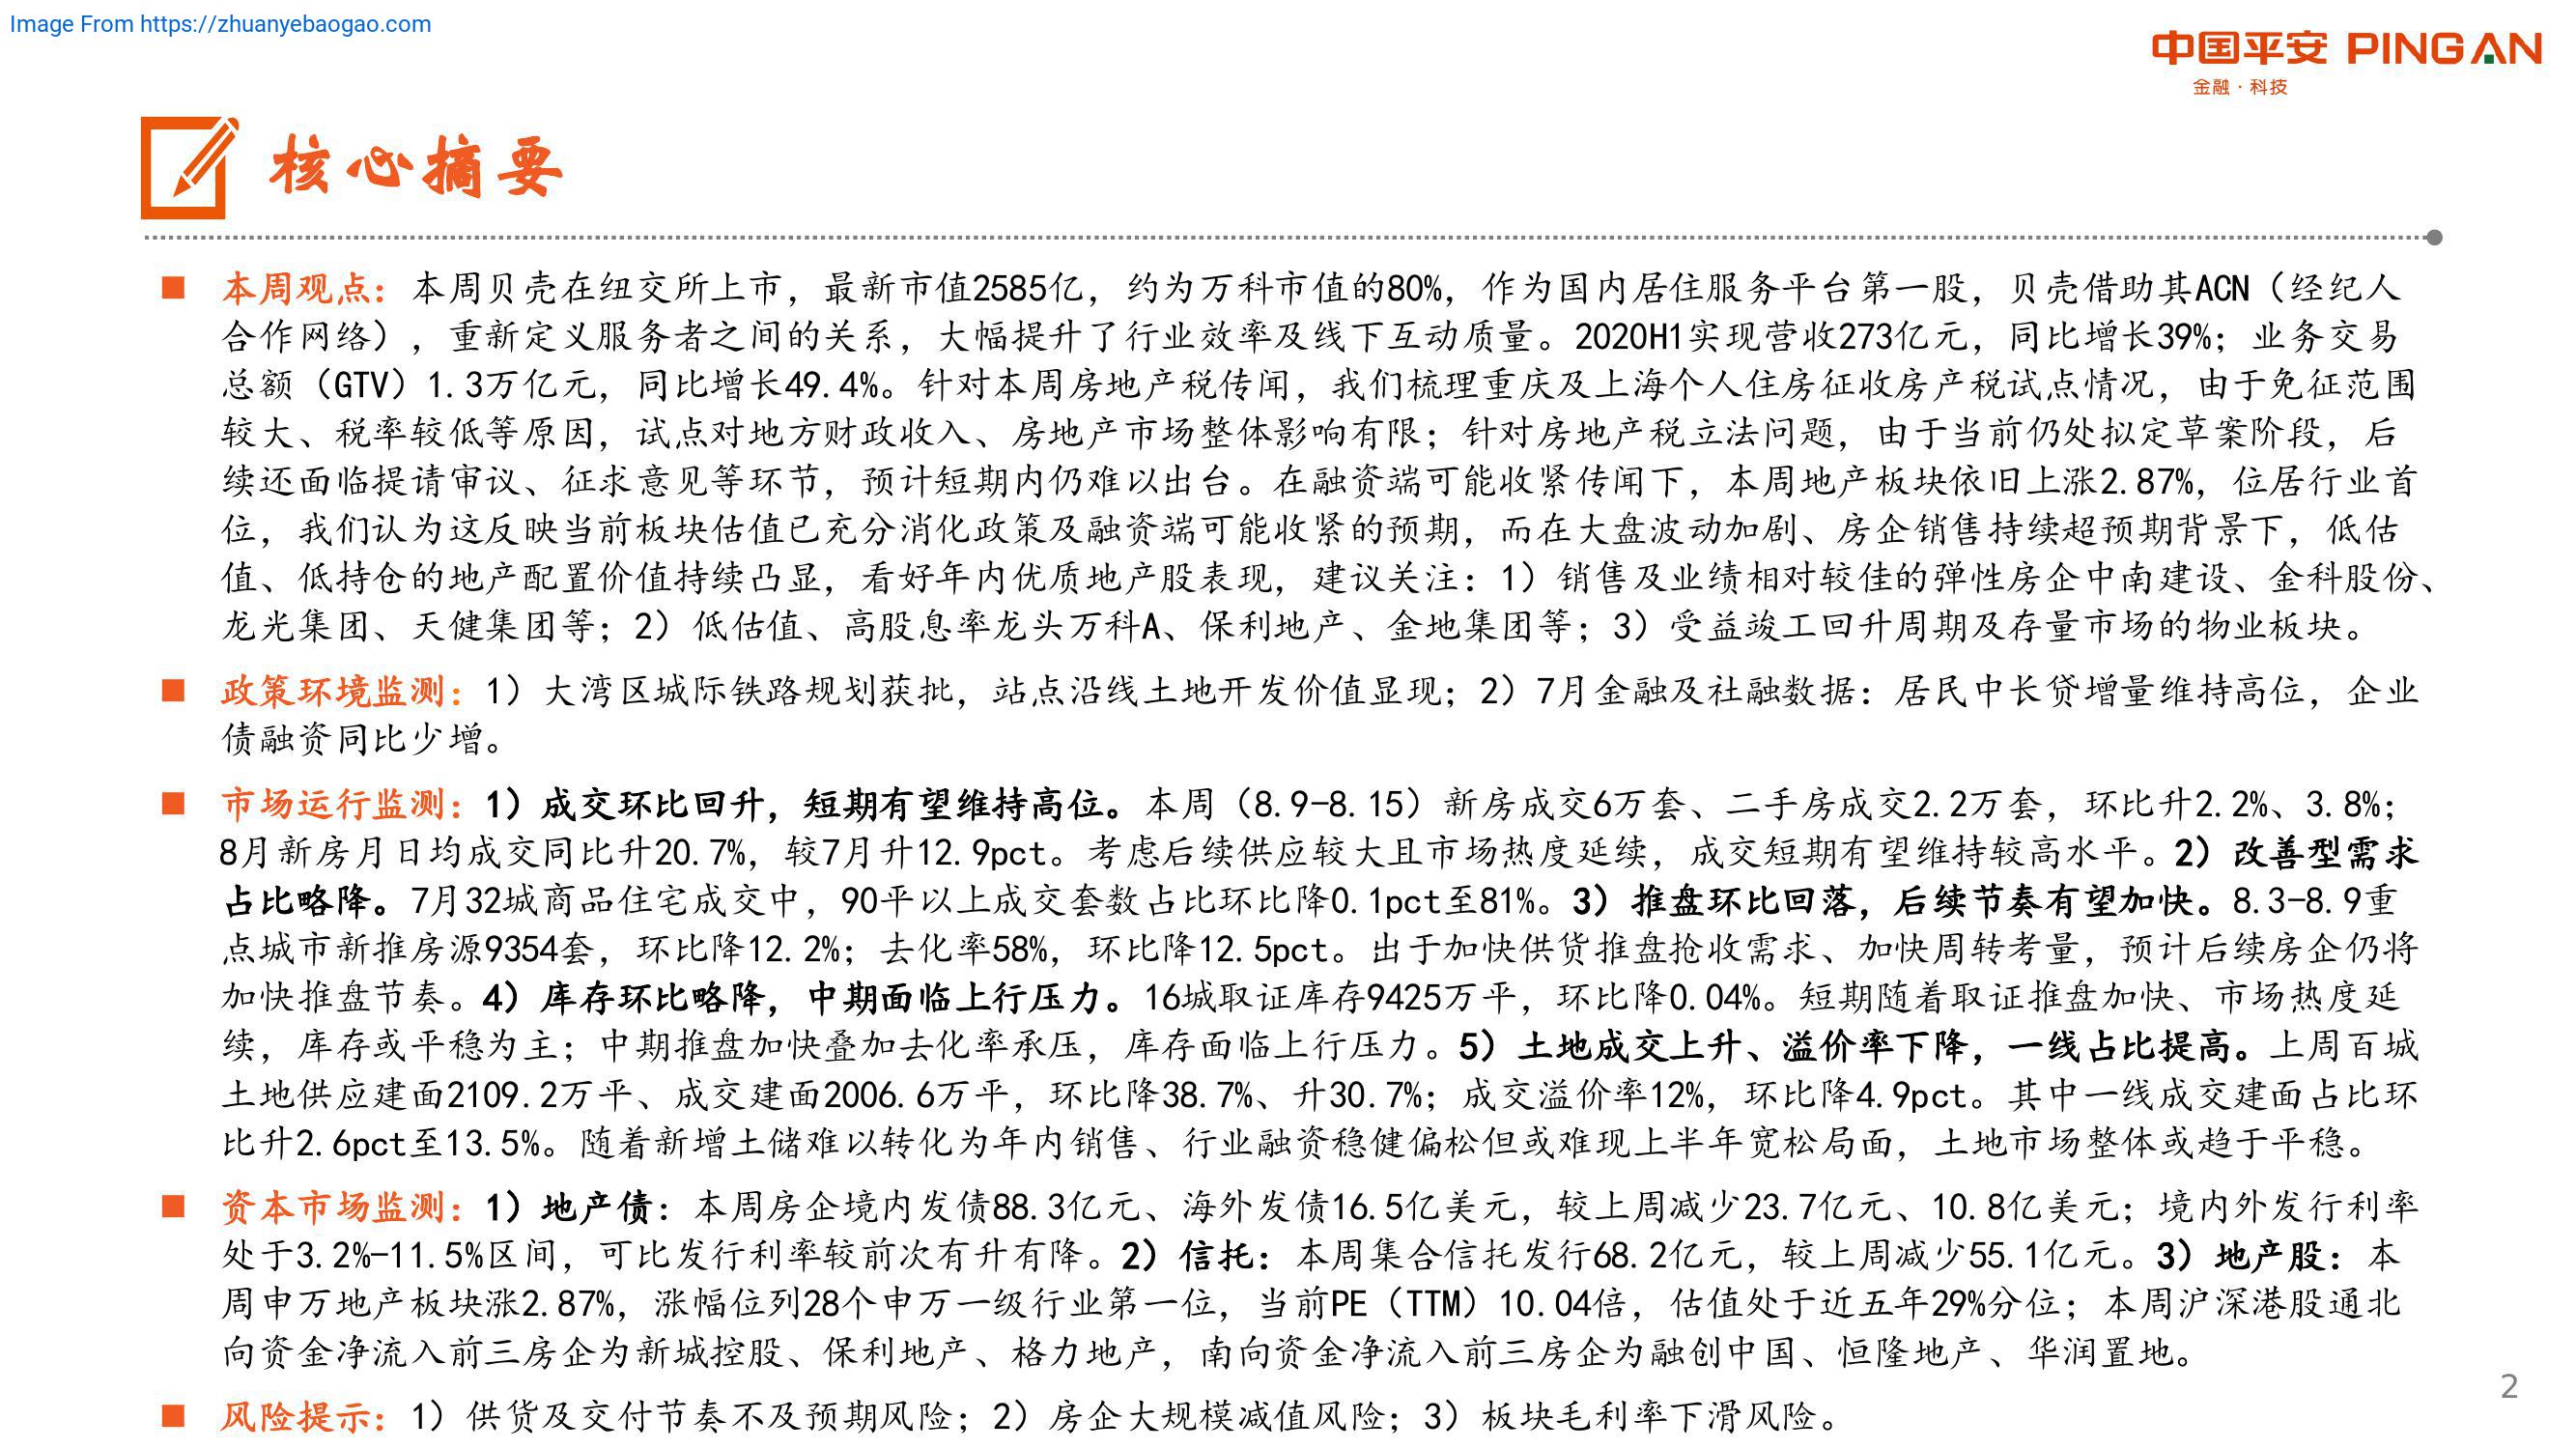 Image From https://zhuanyebaogao.com
中国平安 PINGAN
金融·科技
核心摘要
■ 本周观点：本周贝壳在纽交所上市，最新市值2585亿，约为万科市值的80%，作为国内居住服务平台第一股，贝壳借助其ACN（经纪人
合作网络），重新定义服务者之间的关系，大幅提升了行业效率及线下互动质量。2020H1实现营收273亿元，同比增长39%；业务交易
总额（GTV）1.3万亿元，同比增长49.4%。针对本周房地产税传闻，我们梳理重庆及上海个人住房征收房产税试点情况，由于免征范围
较大、税率较低等原因，试点对地方财政收入、房地产市场整体影响有限；针对房地产税立法问题，由于当前仍处拟定草案阶段，后
续还面临提请审议、征求意见等环节，预计短期内仍难以出台。在融资端可能收紧传闻下，本周地产板块依旧上涨2.87%，位居行业首
位，我们认为这反映当前板块估值已充分消化政策及融资端可能收紧的预期，而在大盘波动加剧、房企销售持续超预期背景下，低估
值、低持仓的地产配置价值持续凸显，看好年内优质地产股表现，建议关注：1）销售及业绩相对较佳的弹性房企中南建设、金科股份、
龙光集团、天健集团等；2）低估值、高股息率龙头万科A、保利地产、金地集团等；3）受益竣工回升周期及存量市场的物业板块。
■ 政策环境监测：1）大湾区城际铁路规划获批，站点沿线土地开发价值显现；2）7月金融及社融数据：居民中长贷增量维持高位，企业
债融资同比少增。
■ 市场运行监测：1）成交环比回升，短期有望维持高位。本周（8.9-8.15）新房成交6万套、二手房成交2.2万套，环比升2.2%、3.8%；
8月新房月日均成交同比升20.7%，较7月升12.9pct。考虑后续供应较大且市场热度延续，成交短期有望维持较高水平。2）改善型需求
占比略降。7月32城商品住宅成交中，90平以上成交套数占比环比降0.1pct至81%。3）推盘环比回落，后续节奏有望加快。8.3-8.9重
点城市新推房源9354套，环比降12.2%；去化率58%，环比降12.5pct。出于加快供货推盘抢收需求、加快周转考量，预计后续房企仍将
加快推盘节奏。4）库存环比略降，中期面临上行压力。16城取证库存9425万平，环比降0.04%。短期随着取证推盘加快、市场热度延
续，库存或平稳为主；中期推盘加快叠加去化率承压，库存面临上行压力。5）土地成交上升、溢价率下降，一线占比提高。上周百城
土地供应建面2109.2万平、成交建面2006.6万平，环比降38.7%、升30.7%；成交溢价率12%，环比降4.9pct。其中一线成交建面占比环
比升2.6pct至13.5%。随着新增土储难以转化为年内销售、行业融资稳健偏松但或难现上半年宽松局面，土地市场整体或趋于平稳。
■ 资本市场监测：1）地产债：本周房企境内发债88.3亿元、海外发债16.5亿美元，较上周减少23.7亿元、10.8亿美元；境内外发行利率
处于3.2%-11.5%区间，可比发行利率较前次有升有降。2）信托：本周集合信托发行68.2亿元，较上周减少55.1亿元。3）地产股：本
周申万地产板块涨2.87%，涨幅位列28个申万一级行业第一位，当前PE（TTM）10.04倍，估值处于近五年29%分位；本周沪深港股通北
向资金净流入前三房企为新城控股、保利地产、格力地产，南向资金净流入前三房企为融创中国、恒隆地产、华润置地。
■ 风险提示：1）供货及交付节奏不及预期风险；2）房企大规模减值风险；3）板块毛利率下滑风险。
2